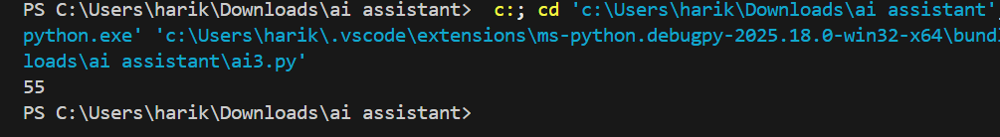 PS C:\Users\harik\Downloads\ai assistant>  c:; cd 'c:\Users\harik\Downloads\ai assistant'
python.exe' 'c:\Users\harik\.vscode\extensions\ms-python.debugpy-2025.18.0-win32-x64\bundl
loads\ai assistant\ai3.py'
55
PS C:\Users\harik\Downloads\ai assistant>